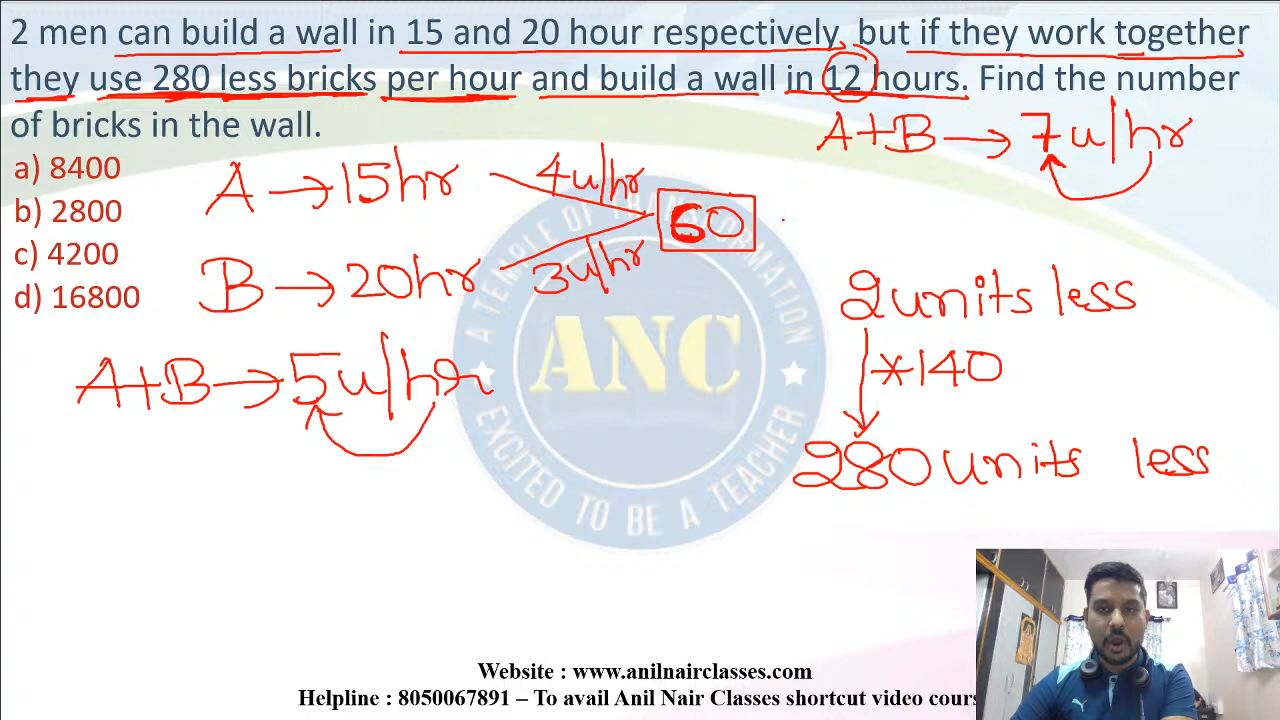 2 men can build a wall in 15 and 20 hour respectively, but if they work together
they use 280 less bricks per hour and build a wall in 12 hours. Find the number
of bricks in the wall.
a) 8400
b) 2800
c) 4200
d) 16800
A+B → 7u/hr
A → 15hr 4u/hr
60
B → 20hr 3u/hr
A+B → 5u/hr
2units less
*140
280units less
A TEMPLE OF TRANSFORMATION
ANC
EXCITED TO BE A TEACHER
Website : www.anilnairclasses.com
Helpline : 8050067891 – To avail Anil Nair Classes shortcut video cours